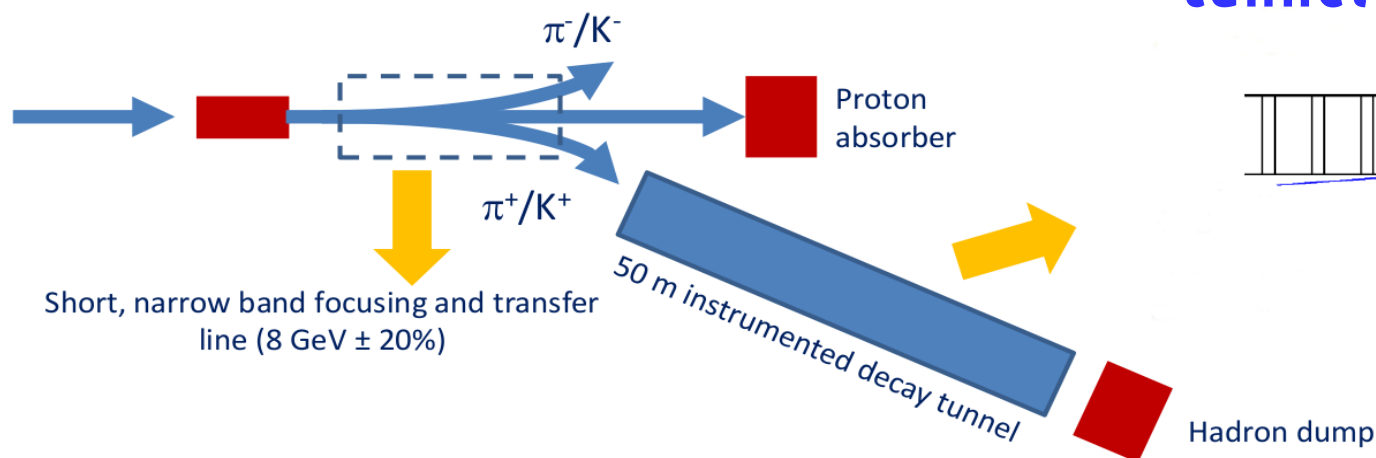 π⁻/K⁻
Proton
absorber
π⁺/K⁺
50 m instrumented decay tunnel
Short, narrow band focusing and transfer
line (8 GeV ± 20%)
Hadron dump